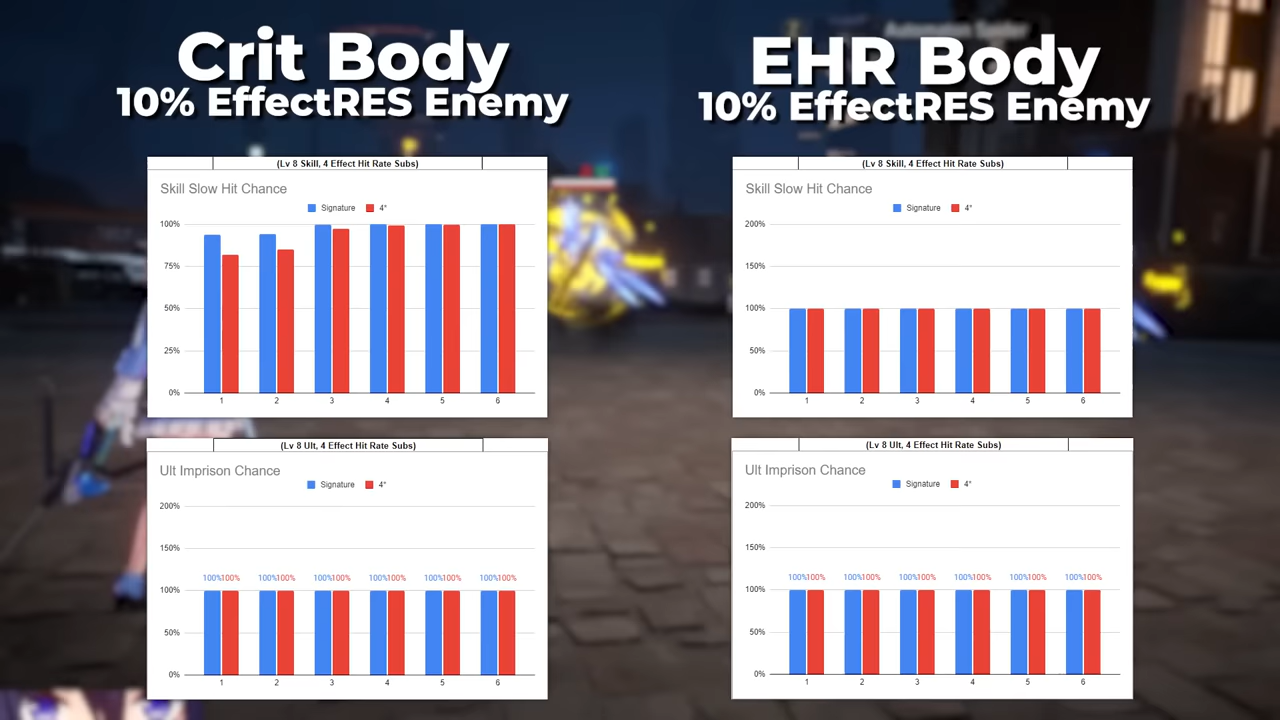 Crit Body
10% EffectRES Enemy
(Lv 8 Skill, 4 Effect Hit Rate Subs)
Skill Slow Hit Chance
Signature 4*
100%
75%
50%
25%
0%
1 2 3 4 5 6
(Lv 8 Ult, 4 Effect Hit Rate Subs)
Ult Imprison Chance
Signature 4*
200%
150%
100%100% 100%100% 100%100% 100%100% 100%100% 100%100%
100%
50%
0%
1 2 3 4 5 6
EHR Body
10% EffectRES Enemy
(Lv 8 Skill, 4 Effect Hit Rate Subs)
Skill Slow Hit Chance
Signature 4*
200%
150%
100%
50%
0%
1 2 3 4 5 6
(Lv 8 Ult, 4 Effect Hit Rate Subs)
Ult Imprison Chance
Signature 4*
200%
150%
100%100% 100%100% 100%100% 100%100% 100%100% 100%100%
100%
50%
0%
1 2 3 4 5 6